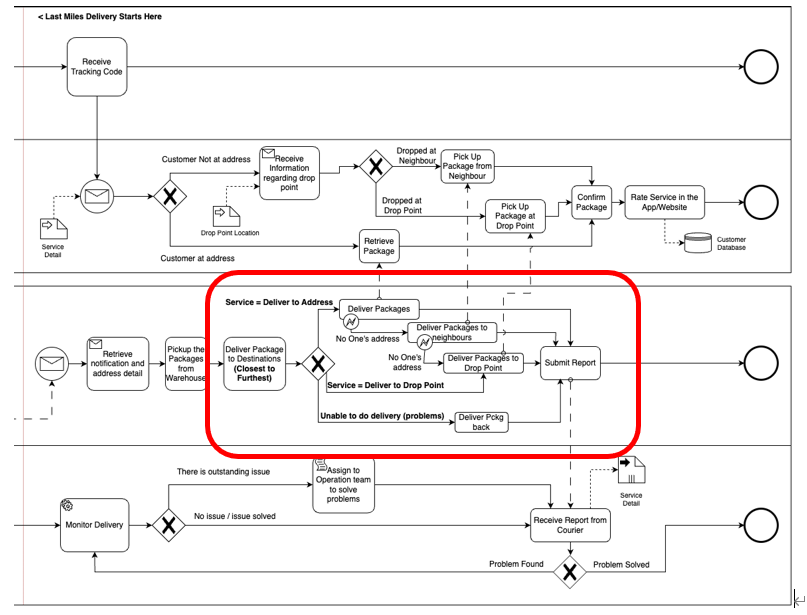 < Last Miles Delivery Starts Here
Receive
Tracking Code
Customer Not at address
Receive
Information
regarding drop
point
Dropped at
Neighbour
Pick Up
Package from
Neighbour
Service
Detail
Drop Point Location
Dropped at
Drop Point
Pick Up
Package at
Drop Point
Confirm
Package
Rate Service in the
App/Website
Customer
Database
Retrieve
Package
Customer at address
Service = Deliver to Address
Deliver Packages
Retrieve
notification and
address detail
Pickup the
Packages
from
Warehouse
Deliver Package
to Destinations
(Closest to
Furthest)
No One's address
Deliver Packages to
neighbours
No One's
address
Deliver Packages to
Drop Point
Submit Report
Service = Deliver to Drop Point
Unable to do delivery (problems)
Deliver Pckg
back
There is outstanding issue
Assign to
Operation team
to solve
problems
Service
Detail
Monitor Delivery
No issue / issue solved
Receive Report from
Courier
Problem Found
Problem Solved